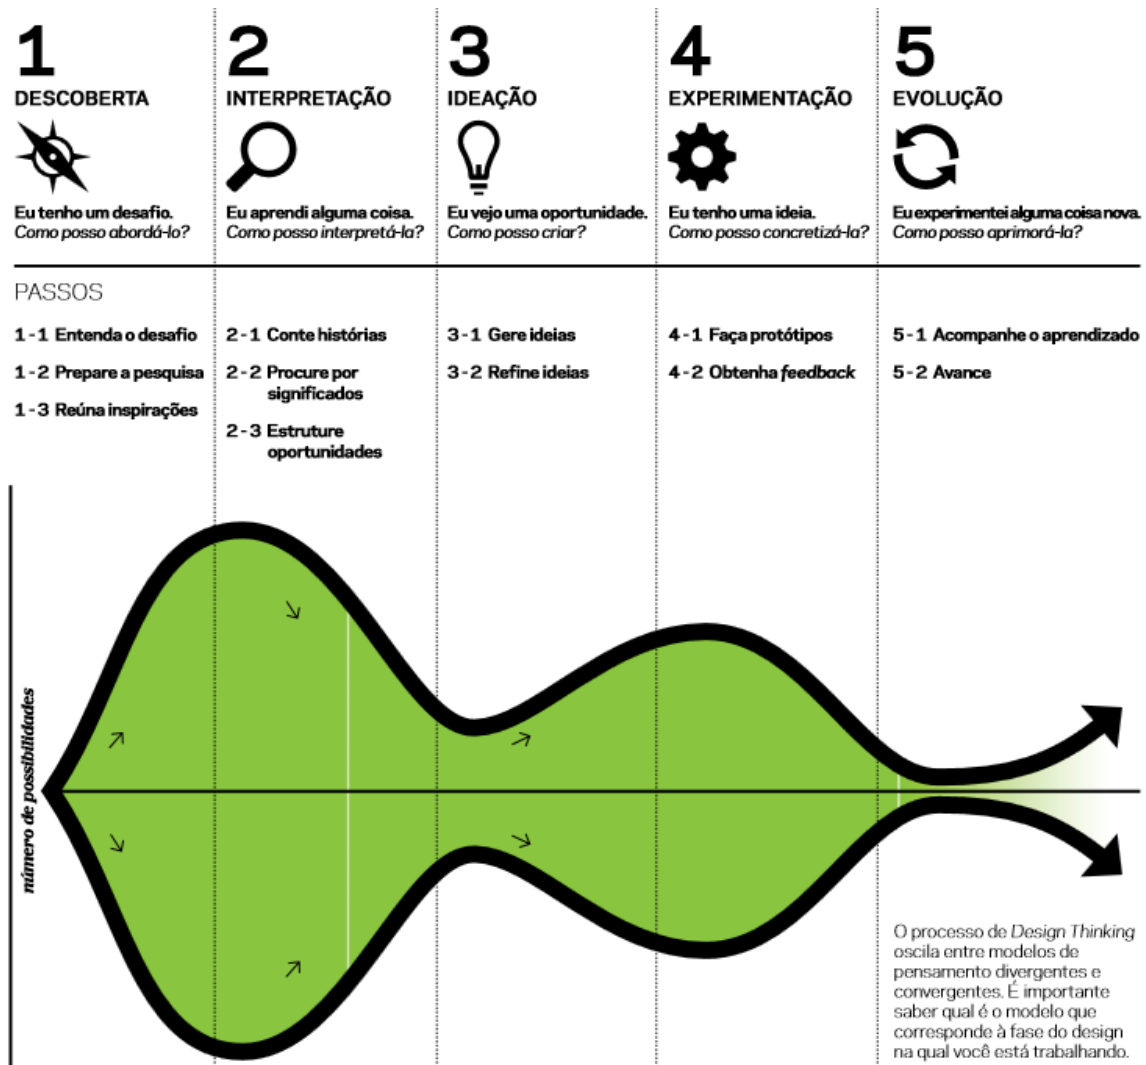 1
DESCOBERTA
Eu tenho um desafio.
Como posso abordá-lo?
2
INTERPRETAÇÃO
Eu aprendi alguma coisa.
Como posso interpretá-la?
3
IDEAÇÃO
Eu vejo uma oportunidade.
Como posso criar?
4
EXPERIMENTAÇÃO
Eu tenho uma ideia.
Como posso concretizá-la?
5
EVOLUÇÃO
Eu experimentei alguma coisa nova.
Como posso aprimorá-la?
PASSOS
1-1 Entenda o desafio
1-2 Prepare a pesquisa
1-3 Reúna inspirações
2-1 Conte histórias
2-2 Procure por
significados
2-3 Estruture
oportunidades
3-1 Gere ideias
3-2 Refine ideias
4-1 Faça protótipos
4-2 Obtenha feedback
5-1 Acompanhe o aprendizado
5-2 Avance
número de possibilidades
O processo de Design Thinking
oscila entre modelos de
pensamento divergentes e
convergentes. É importante
saber qual é o modelo que
corresponde à fase do design
na qual você está trabalhando.